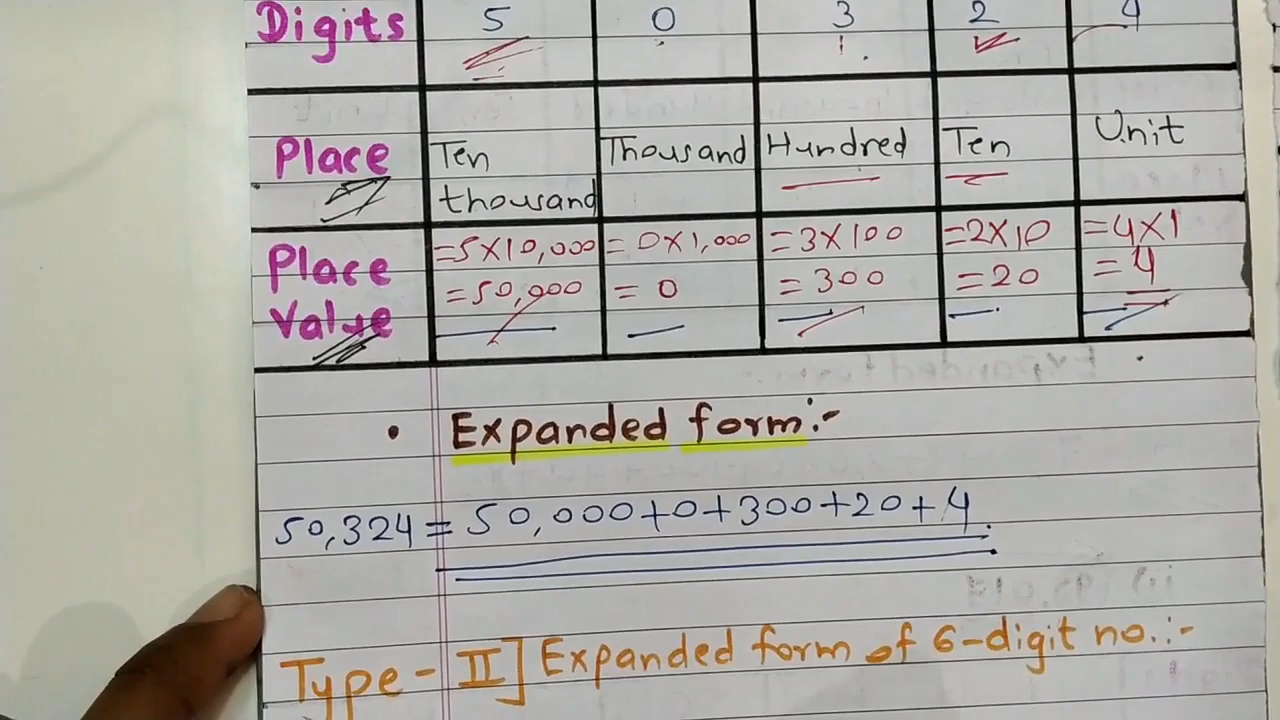 Digits 5 0 3 2 4
Place Ten Thousand Hundred Ten Unit
thousand
Place =5×10,000 =0×1,000 =3×100 =2×10 =4×1
Value =50,000 =0 =300 =20 =4
• Expanded form:-
50,324 = 50,000+0+300+20+4.
Type-II] Expanded form of 6-digit no.:-